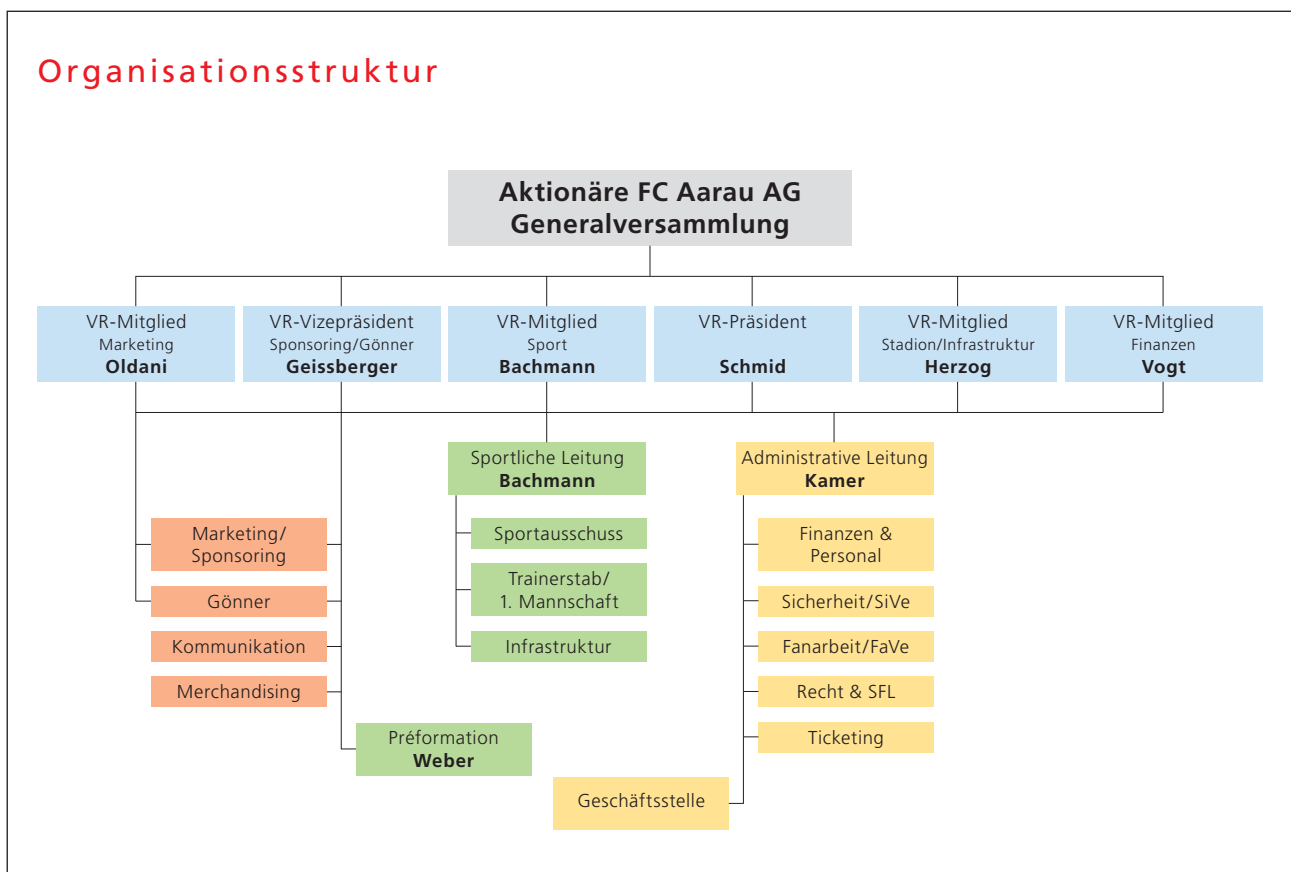 Organisationsstruktur
Aktionäre FC Aarau AG
Generalversammlung
VR-Mitglied
Marketing
Oldani
VR-Vizepräsident
Sponsoring/Gönner
Geissberger
VR-Mitglied
Sport
Bachmann
VR-Präsident
Schmid
VR-Mitglied
Stadion/Infrastruktur
Herzog
VR-Mitglied
Finanzen
Vogt
Sportliche Leitung
Bachmann
Administrative Leitung
Kamer
Marketing/
Sponsoring
Gönner
Kommunikation
Merchandising
Sportausschuss
Trainerstab/
1. Mannschaft
Infrastruktur
Finanzen &
Personal
Sicherheit/SiVe
Fanarbeit/FaVe
Recht & SFL
Ticketing
Préformation
Weber
Geschäftsstelle